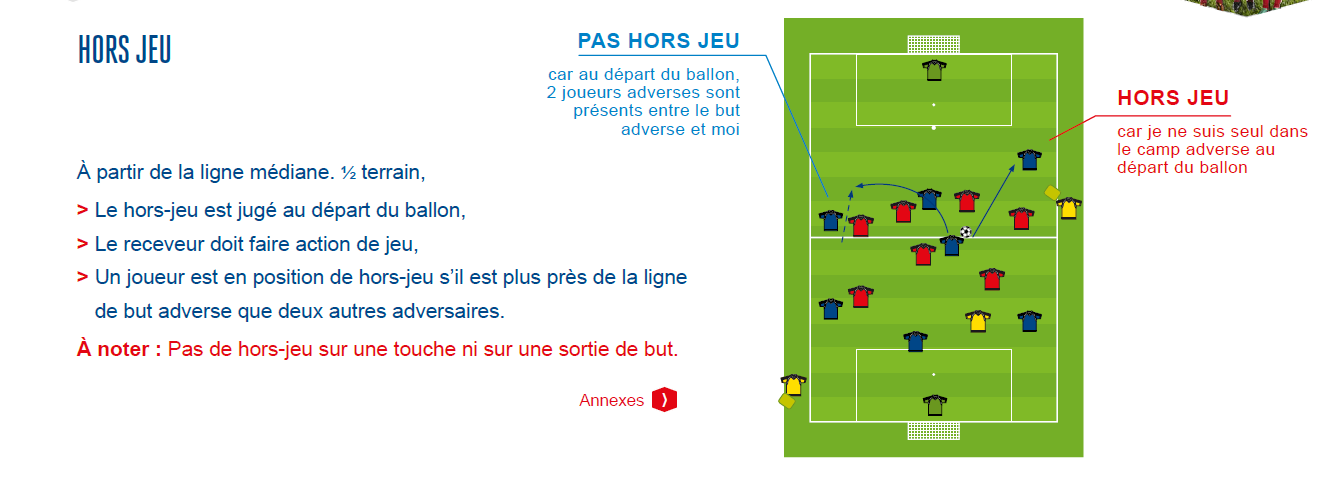 HORS JEU
À partir de la ligne médiane. ½ terrain,
> Le hors-jeu est jugé au départ du ballon,
> Le receveur doit faire action de jeu,
> Un joueur est en position de hors-jeu s’il est plus près de la ligne
de but adverse que deux autres adversaires.
À noter : Pas de hors-jeu sur une touche ni sur une sortie de but.
Annexes ⟩
PAS HORS JEU
car au départ du ballon,
2 joueurs adverses sont
présents entre le but
adverse et moi
HORS JEU
car je ne suis seul dans
le camp adverse au
départ du ballon